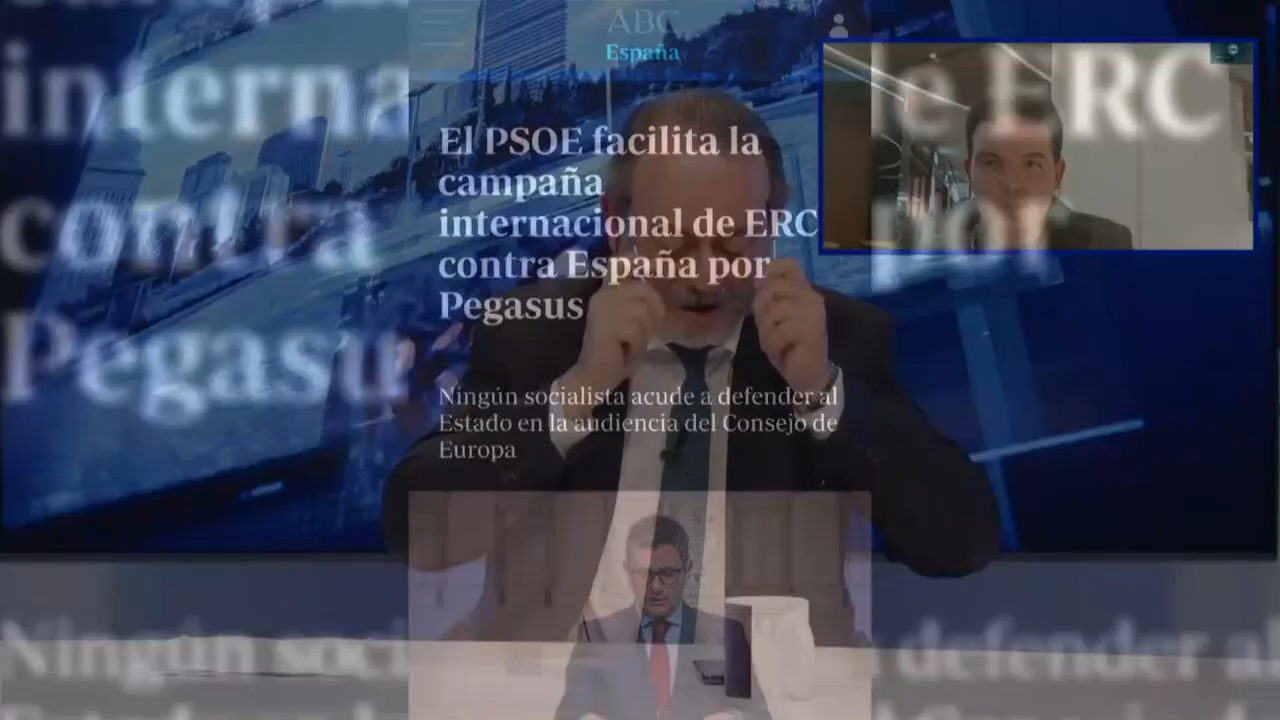 ABC
España
El PSOE facilita la
campaña
internacional de ERC
contra España por
Pegasus
Ningún socialista acude a defender al
Estado en la audiencia del Consejo de
Europa